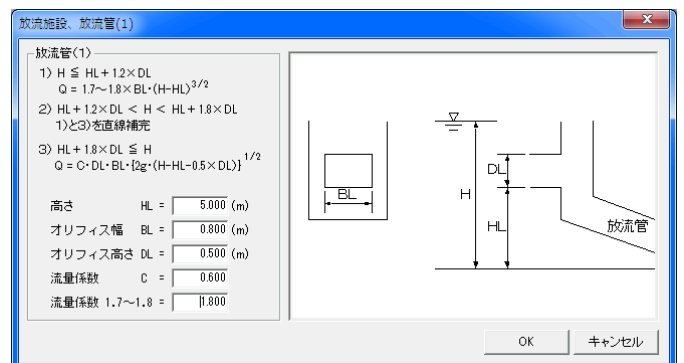 放流施設、放流管(1)
放流管(1)
1) H ≦ HL+1.2×DL
Q = 1.7～1.8×BL・(H-HL)3/2
2) HL+1.2×DL < H < HL+1.8×DL
1)と3)を直線補完
3) HL+1.8×DL ≦ H
Q = C・DL・BL・{2g・(H-HL-0.5×DL)}1/2
高さ HL = 5.000 (m)
オリフィス幅 BL = 0.800 (m)
オリフィス高さ DL = 0.500 (m)
流量係数 C = 0.600
流量係数 1.7～1.8 = 1.800
BL
H
DL
HL
放流管
OK キャンセル